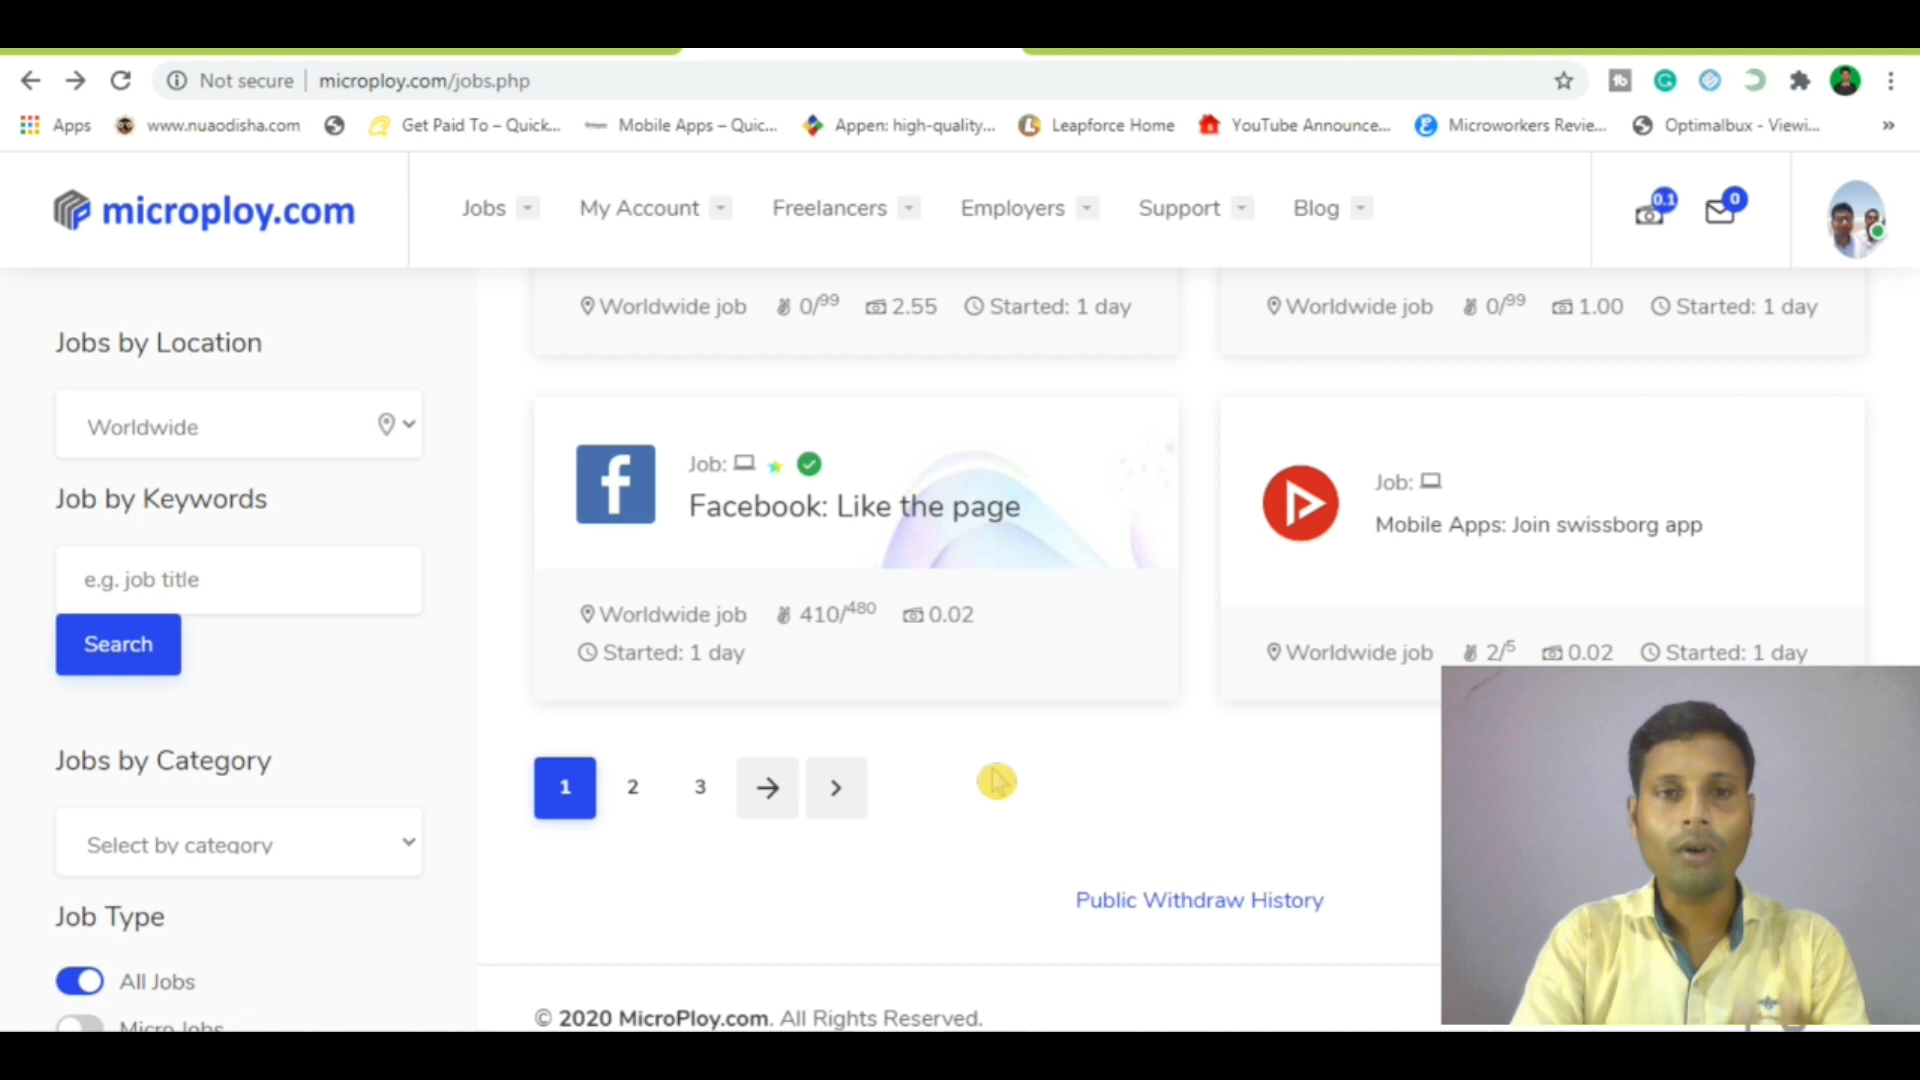 Not secure | microploy.com/jobs.php
Apps www.nuaodisha.com Get Paid To – Quick... Mobile Apps – Quic... Appen: high-quality... Leapforce Home YouTube Announce... Microworkers Revie... Optimalbux - Viewi... »
microploy.com Jobs My Account Freelancers Employers Support Blog 0.1 0
Worldwide job 0/99 2.55 Started: 1 day
Worldwide job 0/99 1.00 Started: 1 day
Jobs by Location
Worldwide
Job by Keywords
e.g. job title
Search
Jobs by Category
Select by category
Job Type
All Jobs
Micro Jobs
Job:
Facebook: Like the page
Worldwide job 410/480 0.02
Started: 1 day
Job:
Mobile Apps: Join swissborg app
Worldwide job 2/5 0.02 Started: 1 day
1 2 3
Public Withdraw History
© 2020 MicroPloy.com. All Rights Reserved.